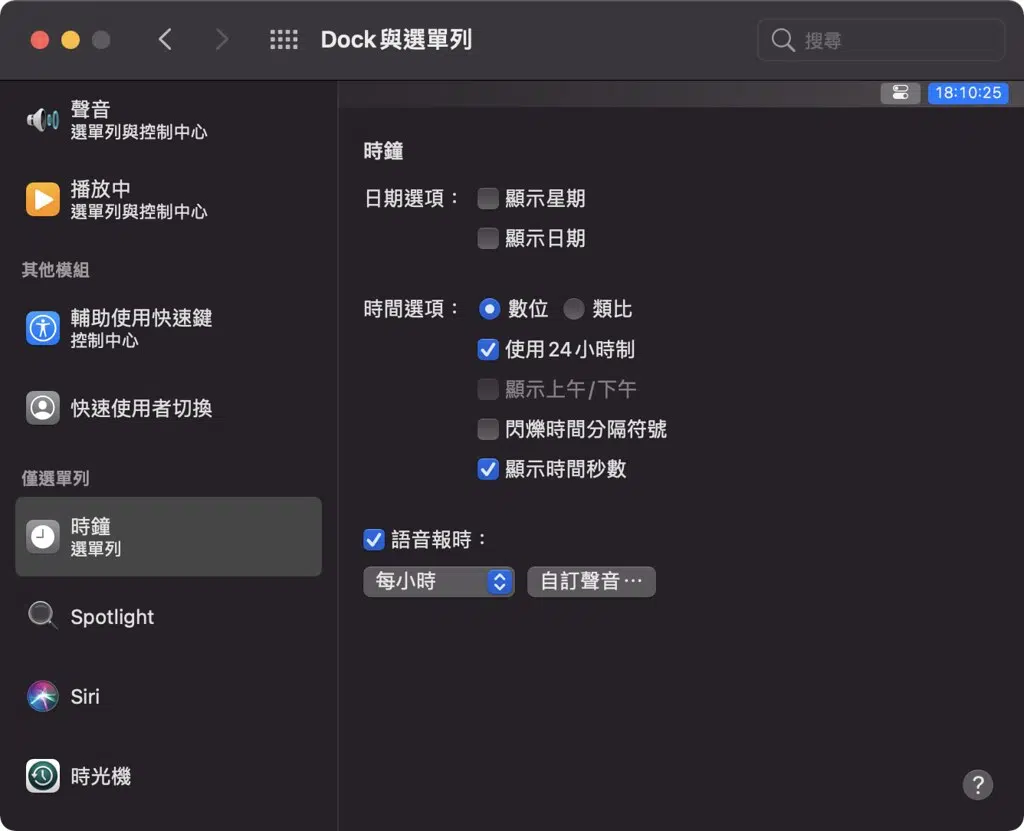 Dock與選單列
搜尋
聲音
選單列與控制中心
播放中
選單列與控制中心
其他模組
輔助使用快速鍵
控制中心
快速使用者切換
僅選單列
時鐘
選單列
Spotlight
Siri
時光機
18:10:25
時鐘
日期選項： 顯示星期
顯示日期
時間選項： 數位 類比
使用24小時制
顯示上午/下午
閃爍時間分隔符號
顯示時間秒數
語音報時：
每小時 自訂聲音⋯
?